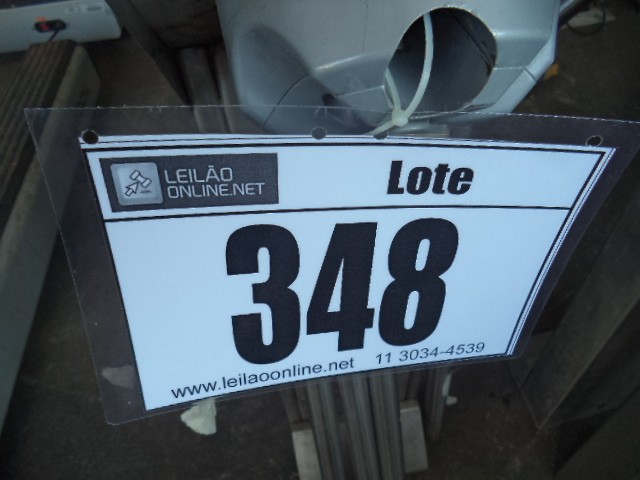 LEILÃO
ONLINE.NET
Lote
348
www.leilaoonline.net 11 3034-4539